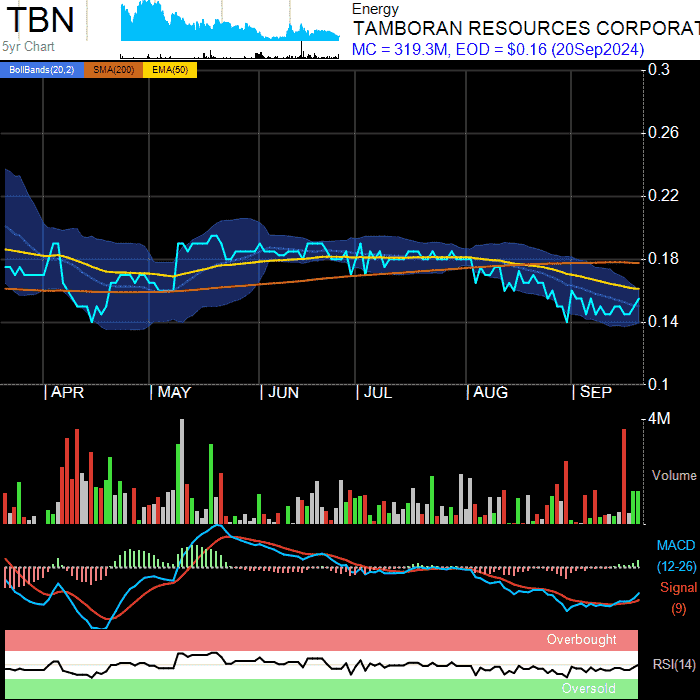 TBN
5yr Chart
Energy
TAMBORAN RESOURCES CORPORAT
MC = 319.3M, EOD = $0.16 (20Sep2024)
BollBands(20,2) SMA(200) EMA(50)
0.3
0.26
0.22
0.18
0.14
0.1
APR MAY JUN JUL AUG SEP
4M
Volume
MACD
(12-26)
Signal
(9)
Overbought
RSI(14)
Oversold